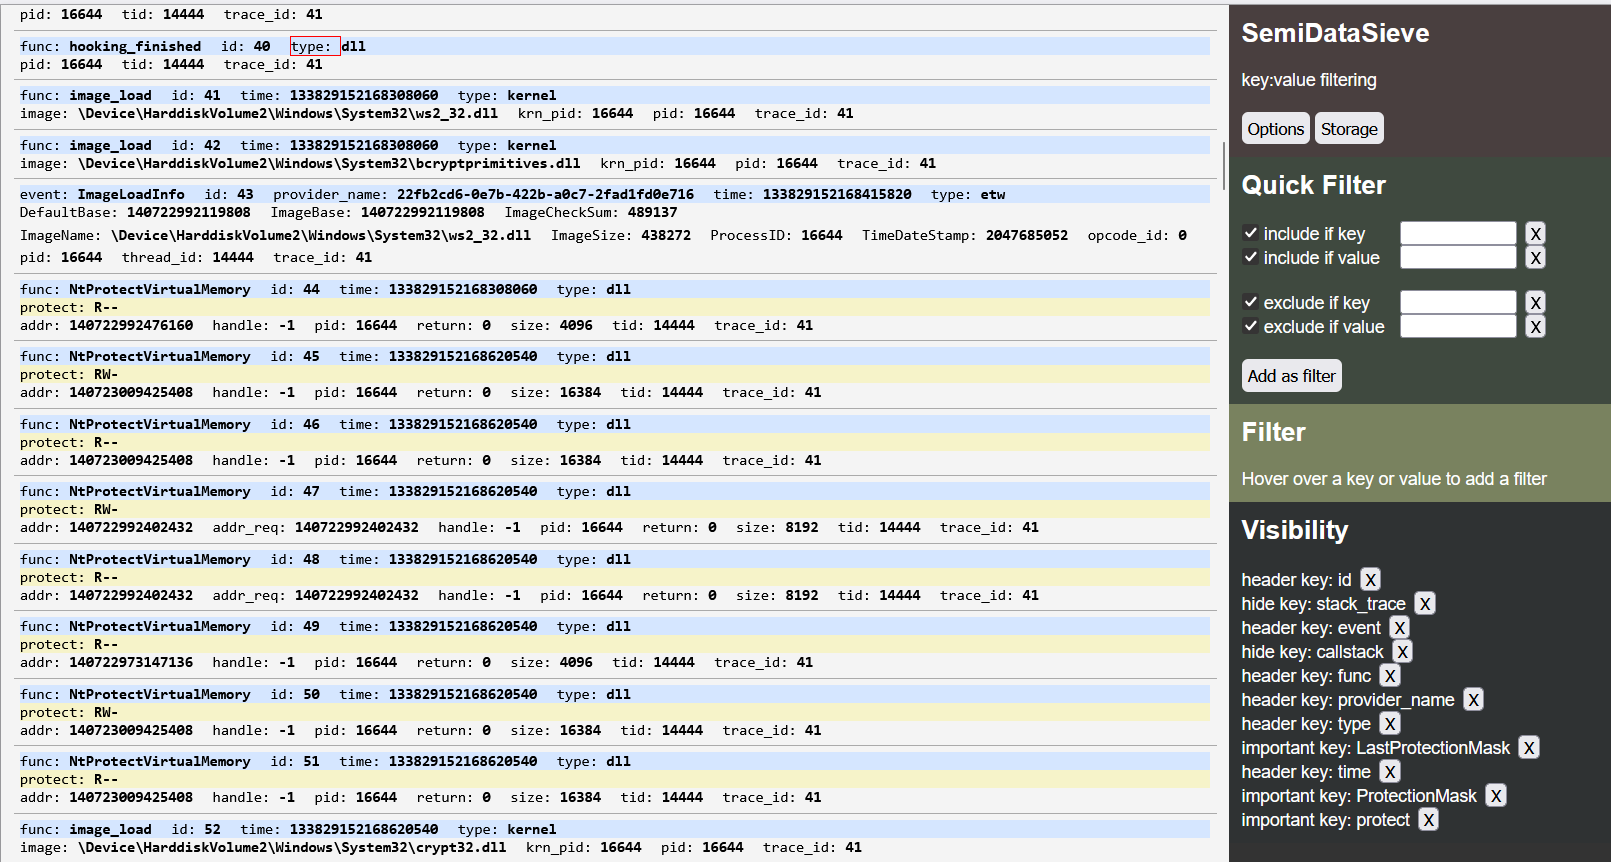 pid: 16644 tid: 14444 trace_id: 41
func: hooking_finished id: 40 type: dll
pid: 16644 tid: 14444 trace_id: 41
func: image_load id: 41 time: 133829152168308060 type: kernel
image: \Device\HarddiskVolume2\Windows\System32\ws2_32.dll krn_pid: 16644 pid: 16644 trace_id: 41
func: image_load id: 42 time: 133829152168308060 type: kernel
image: \Device\HarddiskVolume2\Windows\System32\bcryptprimitives.dll krn_pid: 16644 pid: 16644 trace_id: 41
event: ImageLoadInfo id: 43 provider_name: 22fb2cd6-0e7b-422b-a0c7-2fad1fd0e716 time: 133829152168415820 type: etw
DefaultBase: 140722992119808 ImageBase: 140722992119808 ImageCheckSum: 489137
ImageName: \Device\HarddiskVolume2\Windows\System32\ws2_32.dll ImageSize: 438272 ProcessID: 16644 TimeDateStamp: 2047685052 opcode_id: 0
pid: 16644 thread_id: 14444 trace_id: 41
func: NtProtectVirtualMemory id: 44 time: 133829152168308060 type: dll
protect: R--
addr: 140722992476160 handle: -1 pid: 16644 return: 0 size: 4096 tid: 14444 trace_id: 41
func: NtProtectVirtualMemory id: 45 time: 133829152168620540 type: dll
protect: RW-
addr: 140723009425408 handle: -1 pid: 16644 return: 0 size: 16384 tid: 14444 trace_id: 41
func: NtProtectVirtualMemory id: 46 time: 133829152168620540 type: dll
protect: R--
addr: 140723009425408 handle: -1 pid: 16644 return: 0 size: 16384 tid: 14444 trace_id: 41
func: NtProtectVirtualMemory id: 47 time: 133829152168620540 type: dll
protect: RW-
addr: 140722992402432 addr_req: 140722992402432 handle: -1 pid: 16644 return: 0 size: 8192 tid: 14444 trace_id: 41
func: NtProtectVirtualMemory id: 48 time: 133829152168620540 type: dll
protect: R--
addr: 140722992402432 addr_req: 140722992402432 handle: -1 pid: 16644 return: 0 size: 8192 tid: 14444 trace_id: 41
func: NtProtectVirtualMemory id: 49 time: 133829152168620540 type: dll
protect: R--
addr: 140722973147136 handle: -1 pid: 16644 return: 0 size: 4096 tid: 14444 trace_id: 41
func: NtProtectVirtualMemory id: 50 time: 133829152168620540 type: dll
protect: RW-
addr: 140723009425408 handle: -1 pid: 16644 return: 0 size: 16384 tid: 14444 trace_id: 41
func: NtProtectVirtualMemory id: 51 time: 133829152168620540 type: dll
protect: R--
addr: 140723009425408 handle: -1 pid: 16644 return: 0 size: 16384 tid: 14444 trace_id: 41
func: image_load id: 52 time: 133829152168620540 type: kernel
image: \Device\HarddiskVolume2\Windows\System32\crypt32.dll krn_pid: 16644 pid: 16644 trace_id: 41
SemiDataSieve
key:value filtering
Options Storage
Quick Filter
include if key X
include if value X
exclude if key X
exclude if value X
Add as filter
Filter
Hover over a key or value to add a filter
Visibility
header key: id X
hide key: stack_trace X
header key: event X
hide key: callstack X
header key: func X
header key: provider_name X
header key: type X
important key: LastProtectionMask X
header key: time X
important key: ProtectionMask X
important key: protect X